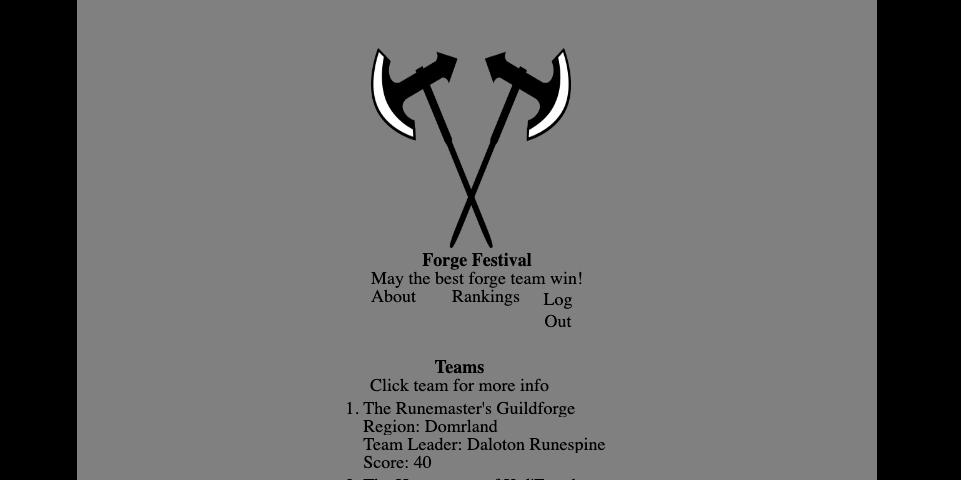 Forge Festival
May the best forge team win!
About Rankings Log Out
Teams
Click team for more info
1. The Runemaster's Guildforge
Region: Domrland
Team Leader: Daloton Runespine
Score: 40